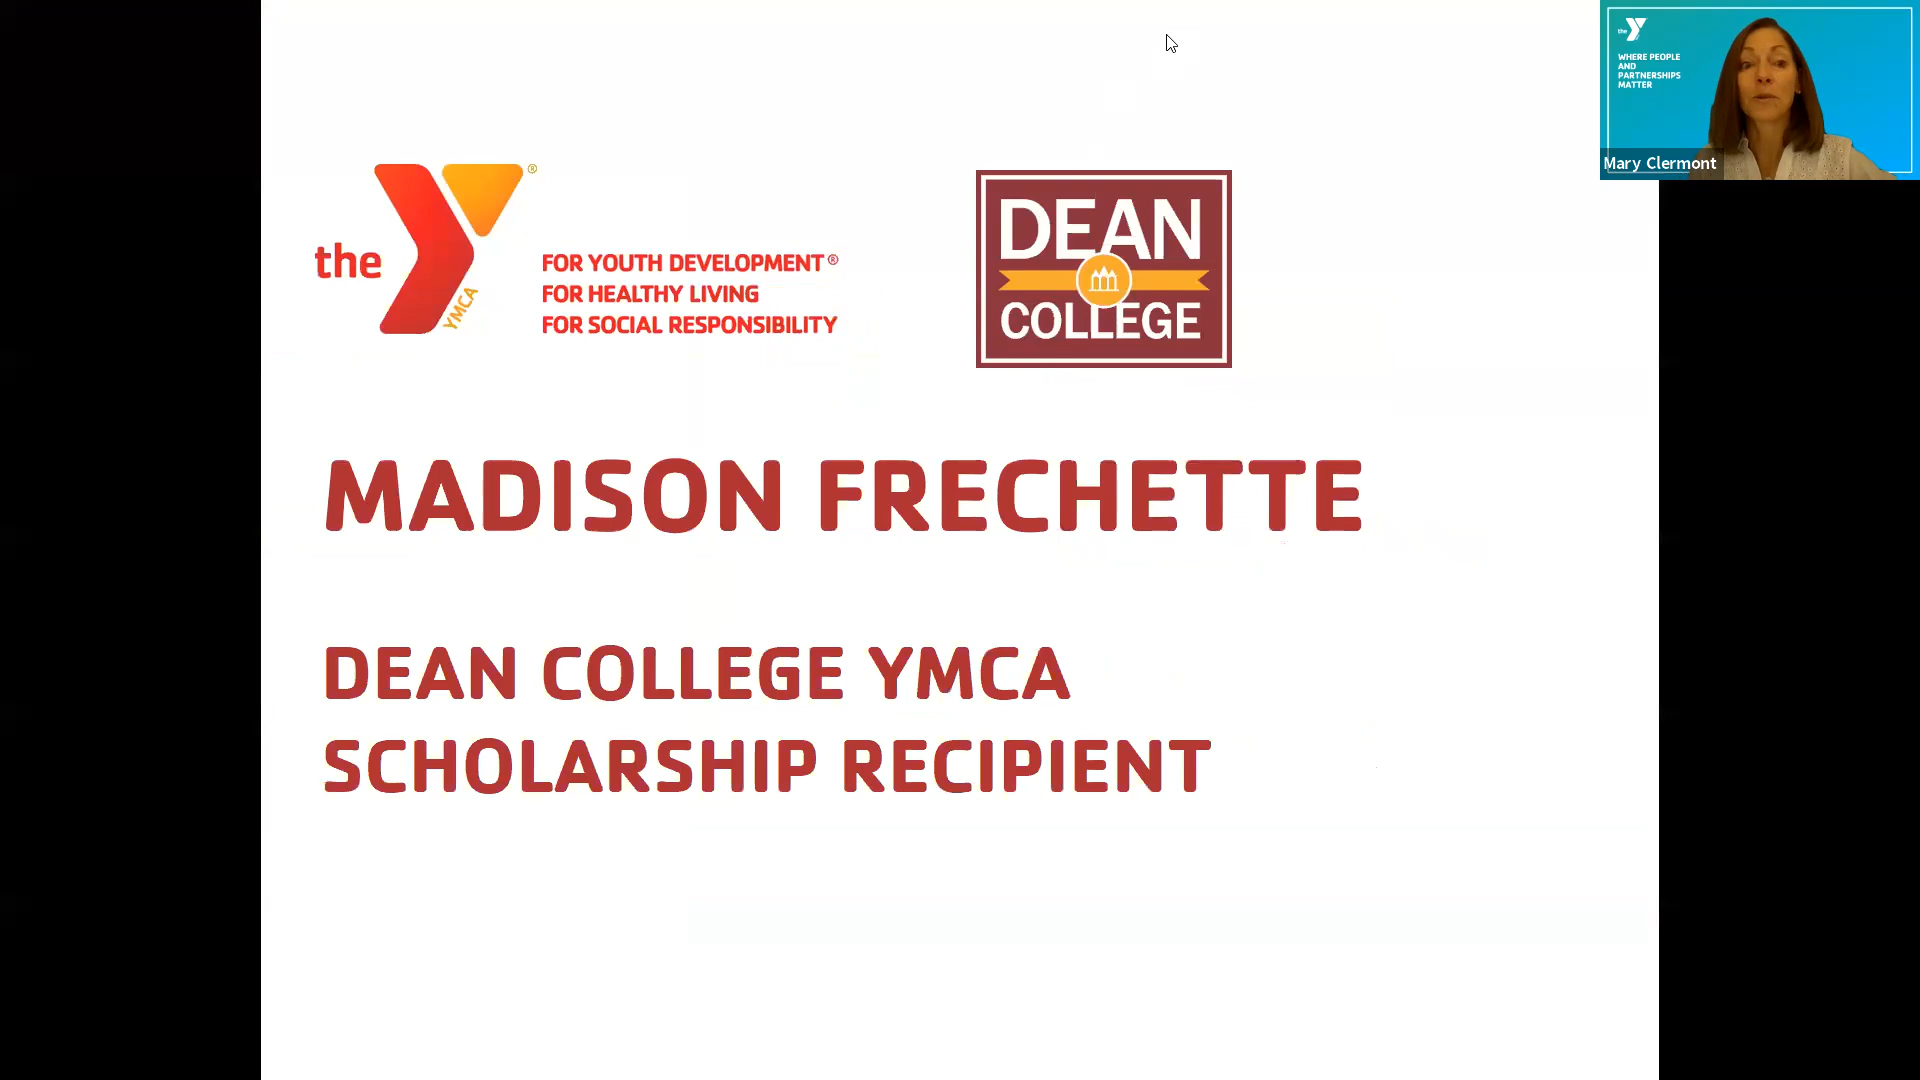 the
YMCA
®
FOR YOUTH DEVELOPMENT®
FOR HEALTHY LIVING
FOR SOCIAL RESPONSIBILITY
DEAN
COLLEGE
MADISON FRECHETTE
DEAN COLLEGE YMCA
SCHOLARSHIP RECIPIENT
the
WHERE PEOPLE
AND
PARTNERSHIPS
MATTER
Mary Clermont